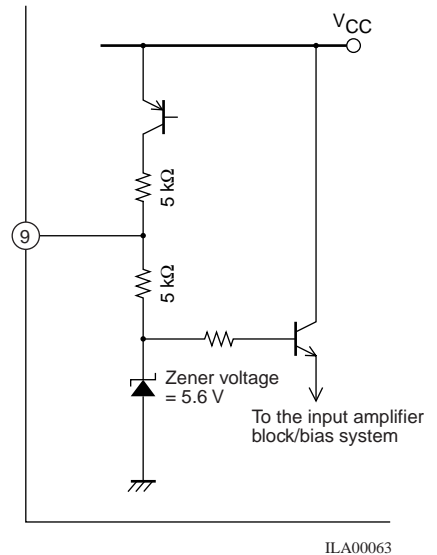 VCC
5 kΩ
9
5 kΩ
Zener voltage
= 5.6 V
To the input amplifier
block/bias system
ILA00063